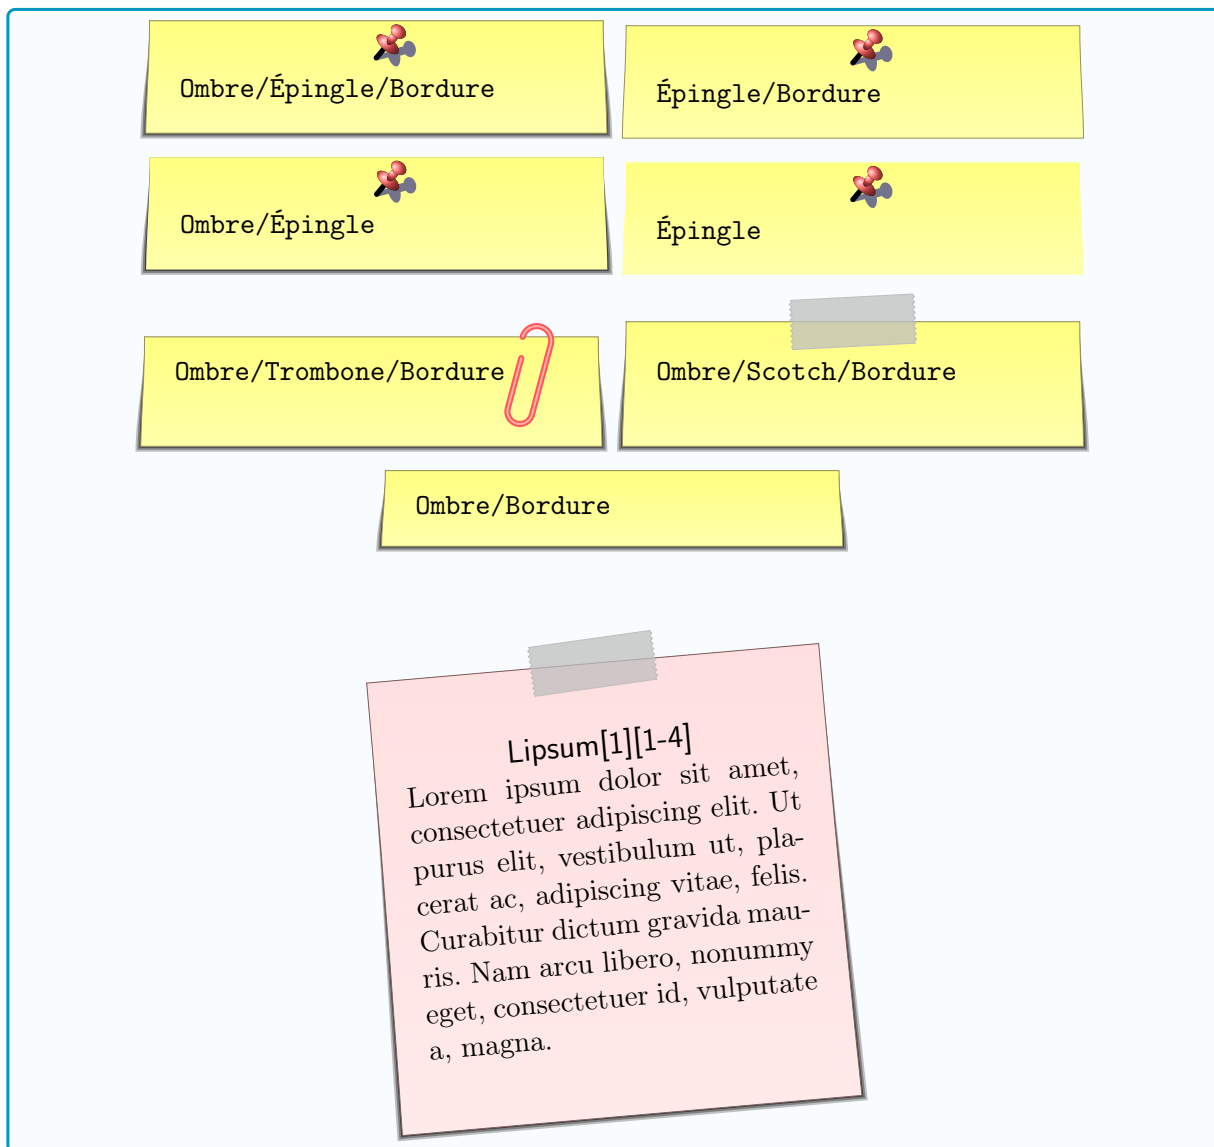 Ombre/Épingle/Bordure
Épingle/Bordure
Ombre/Épingle
Épingle
Ombre/Trombone/Bordure
Ombre/Scotch/Bordure
Ombre/Bordure
Lipsum[1][1-4]
Lorem ipsum dolor sit amet,
consectetuer adipiscing elit. Ut
purus elit, vestibulum ut, pla-
cerat ac, adipiscing vitae, felis.
Curabitur dictum gravida mau-
ris. Nam arcu libero, nonummy
eget, consectetuer id, vulputate
a, magna.